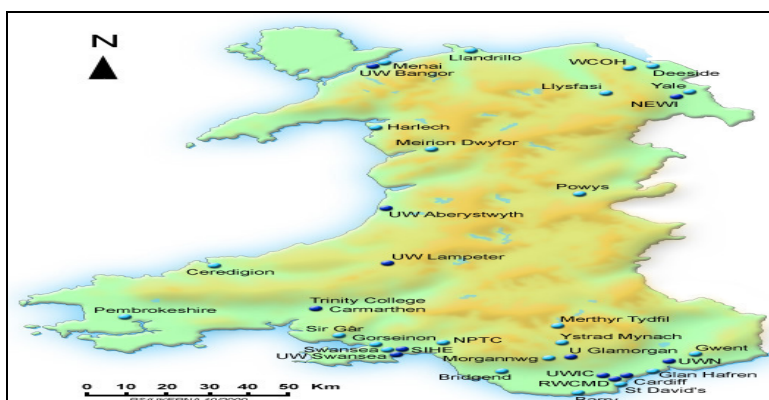 N
Menai
UW Bangor
Llandrillo
WCOH
Deeside
Llysfasi
Yale
NEWI
Harlech
Meirion Dwyfor
Powys
UW Aberystwyth
UW Lampeter
Ceredigion
Trinity College
Carmarthen
Pembrokeshire
Sir Gâr
Gorseinon
NPTC
Swansea
SIHE
UW Swansea
Merthyr Tydfil
Ystrad Mynach
U Glamorgan
Morgannwg
Gwent
UWN
Bridgend
UWIC
Glan Hafren
RWCMD
Cardiff
St David's
0 10 20 30 40 50 Km